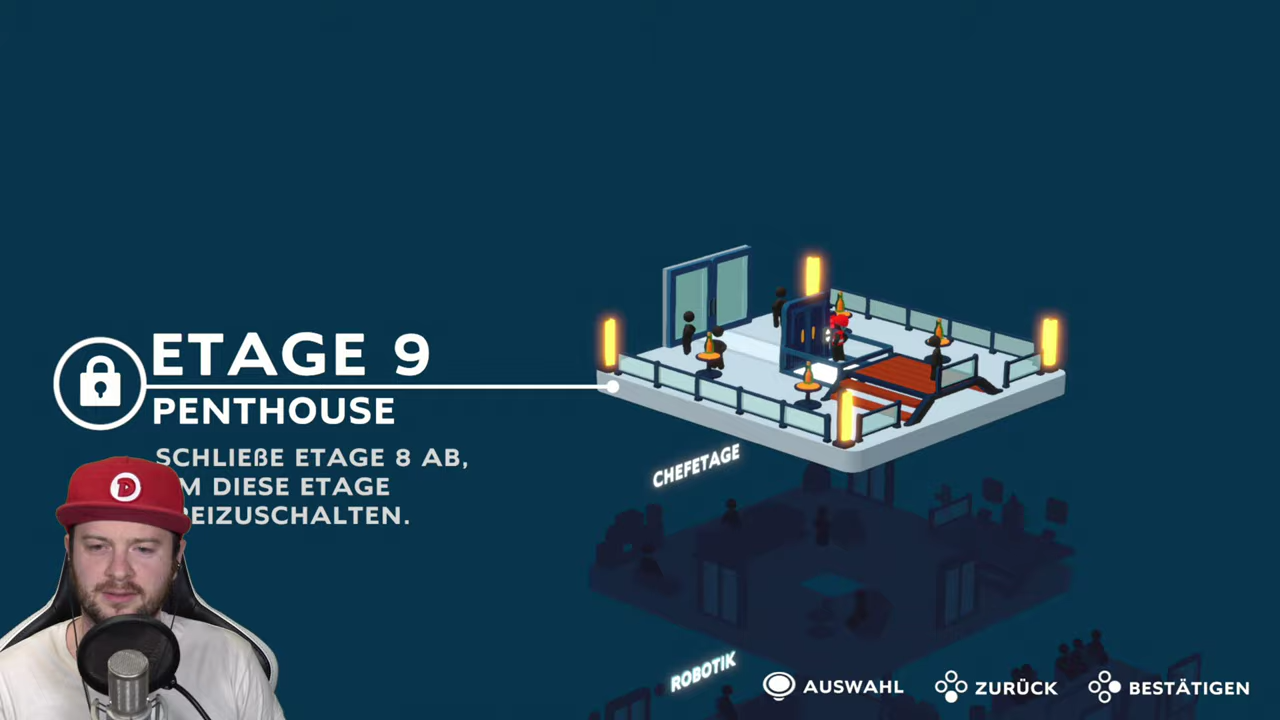 ETAGE 9
PENTHOUSE
SCHLIEßE ETAGE 8 AB,
DIESE ETAGE
CHEFETAGE
ROBOTIK
AUSWAHL
ZURÜCK
BESTÄTIGEN
D